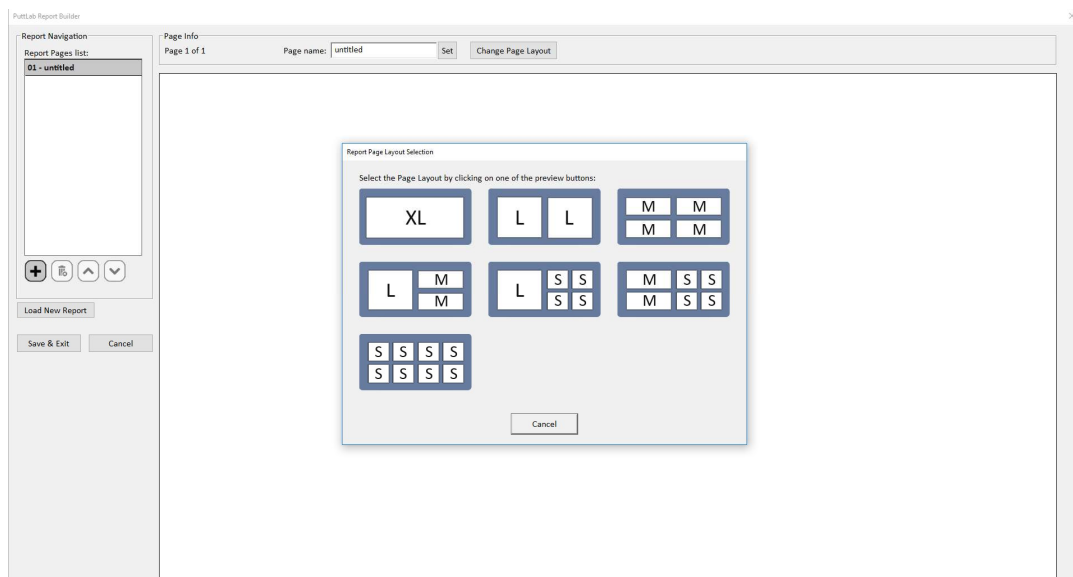 PuttLab Report Builder
Report Navigation
Report Pages list:
01 - untitled
Load New Report
Save & Exit Cancel
Page Info
Page 1 of 1 Page name: untitled Set Change Page Layout
Report Page Layout Selection
Select the Page Layout by clicking on one of the preview buttons:
XL
L L
M M
M M
L M
M
L S S
S S
M S S
M S S
S S S S
S S S S
Cancel